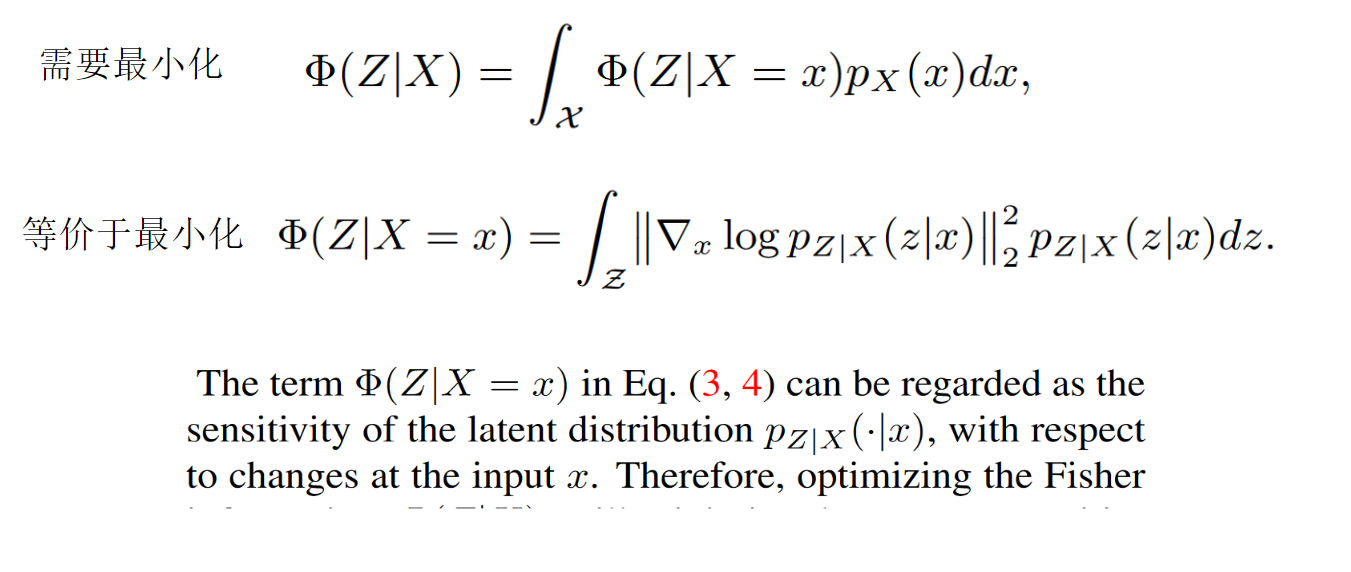 需要最小化 Φ(Z|X) = ∫_𝒳 Φ(Z|X = x)p_X(x)dx,
等价于最小化 Φ(Z|X = x) = ∫_𝒵 ‖∇_x log p_{Z|X}(z|x)‖₂² p_{Z|X}(z|x)dz.
The term Φ(Z|X = x) in Eq. (3, 4) can be regarded as the
sensitivity of the latent distribution p_{Z|X}(·|x), with respect
to changes at the input x. Therefore, optimizing the Fisher